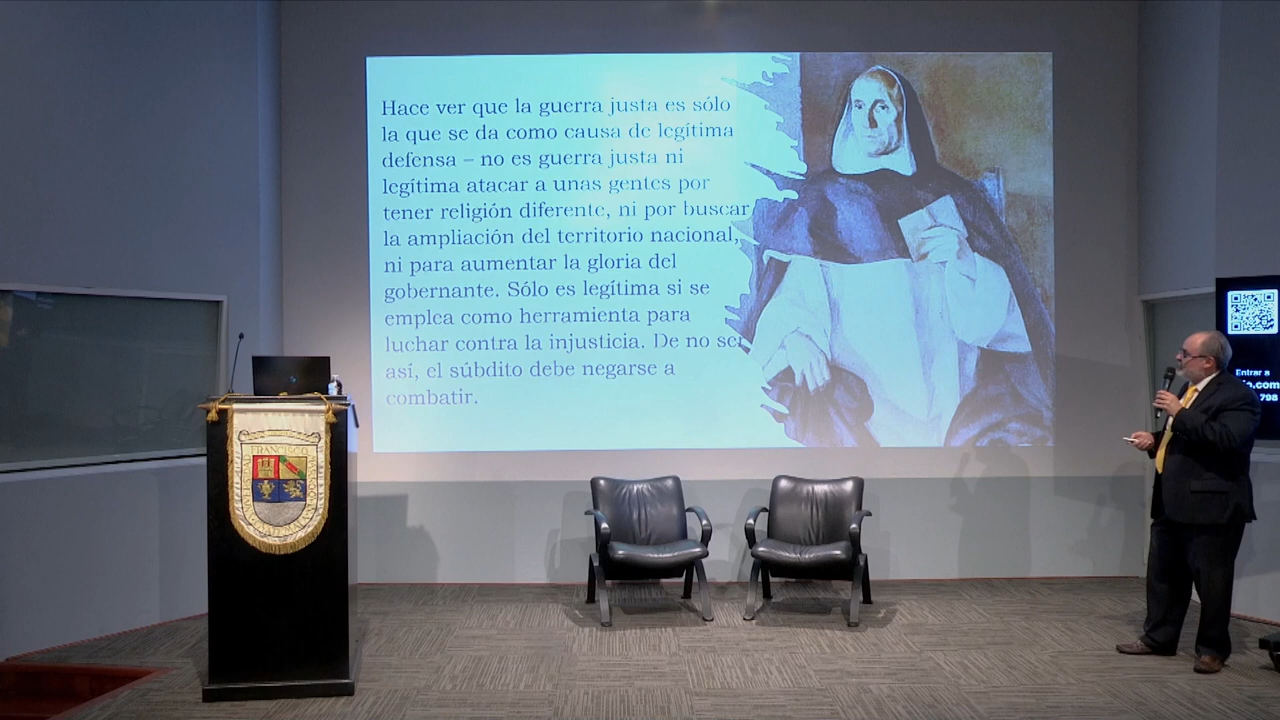 Hace ver que la guerra justa es sólo
la que se da como causa de legítima
defensa – no es guerra justa ni
legítima atacar a unas gentes por
tener religión diferente, ni por buscar
la ampliación del territorio nacional,
ni para aumentar la gloria del
gobernante. Sólo es legítima si se
emplea como herramienta para
luchar contra la injusticia. De no ser
así, el súbdito debe negarse a
combatir.
Entrar a
.com
798
FRANCISCO